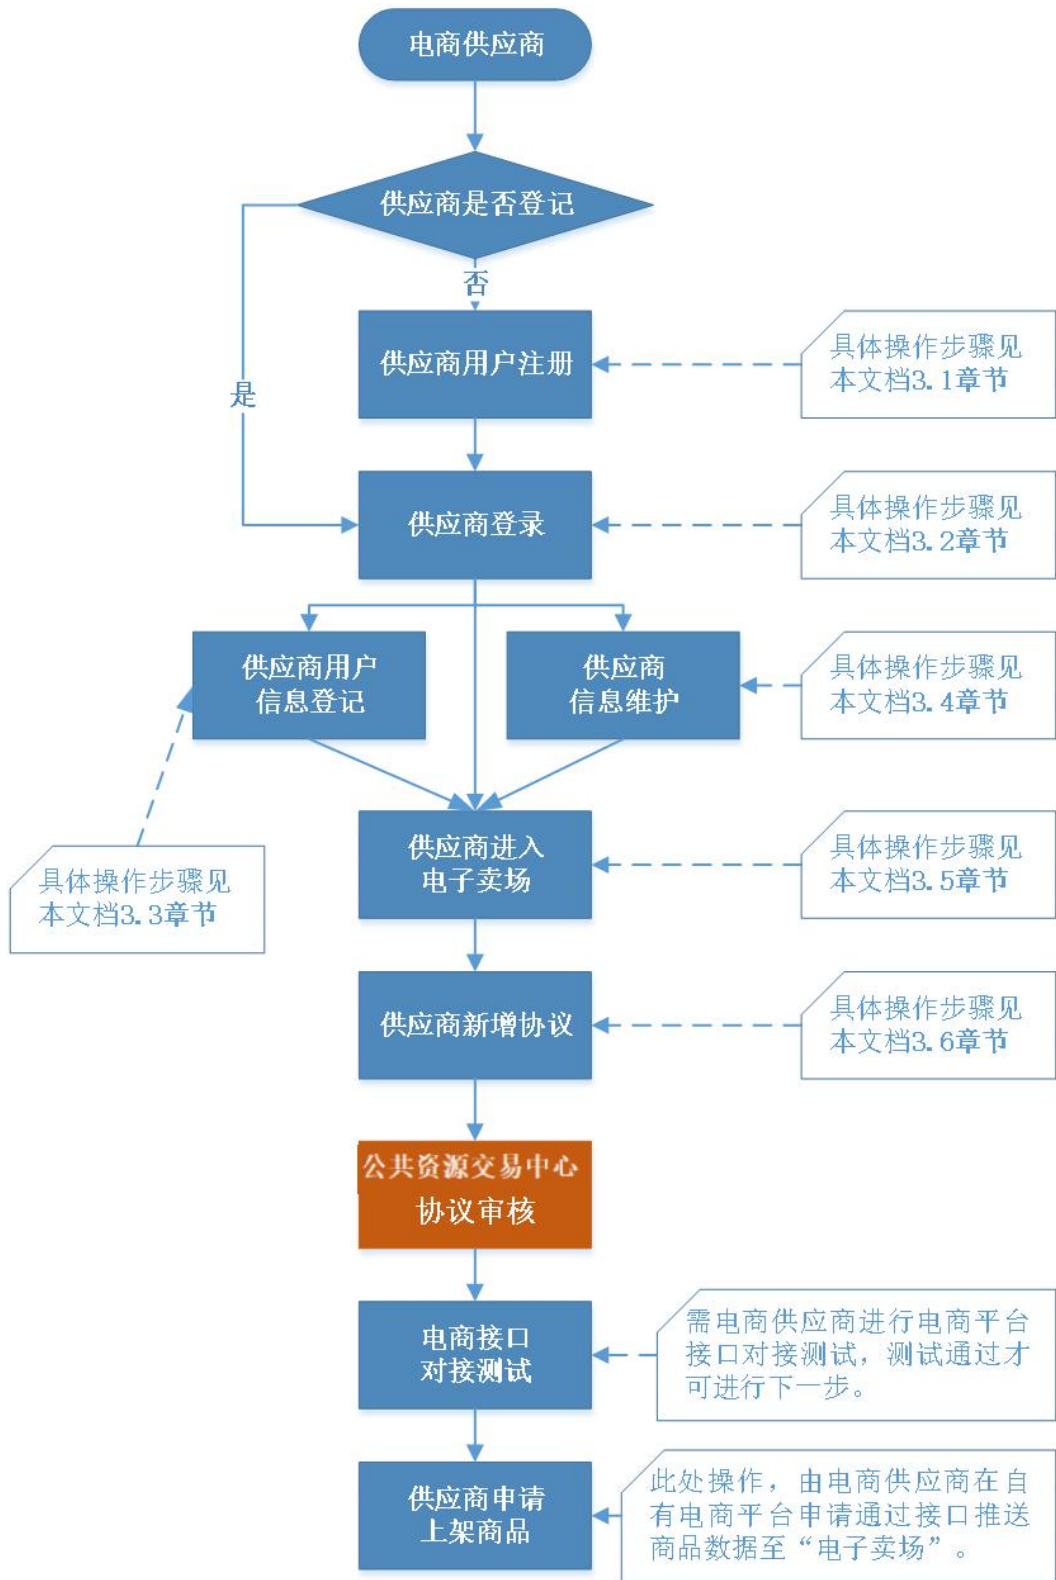 电商供应商
供应商是否登记
否
是
供应商用户注册
具体操作步骤见
本文档3.1章节
供应商登录
具体操作步骤见
本文档3.2章节
供应商用户
信息登记
供应商
信息维护
具体操作步骤见
本文档3.4章节
供应商进入
电子卖场
具体操作步骤见
本文档3.5章节
具体操作步骤见
本文档3.3章节
供应商新增协议
具体操作步骤见
本文档3.6章节
公共资源交易中心
协议审核
电商接口
对接测试
需电商供应商进行电商平台
接口对接测试，测试通过才
可进行下一步。
供应商申请
上架商品
此处操作，由电商供应商在自
有电商平台申请通过接口推送
商品数据至“电子卖场”。